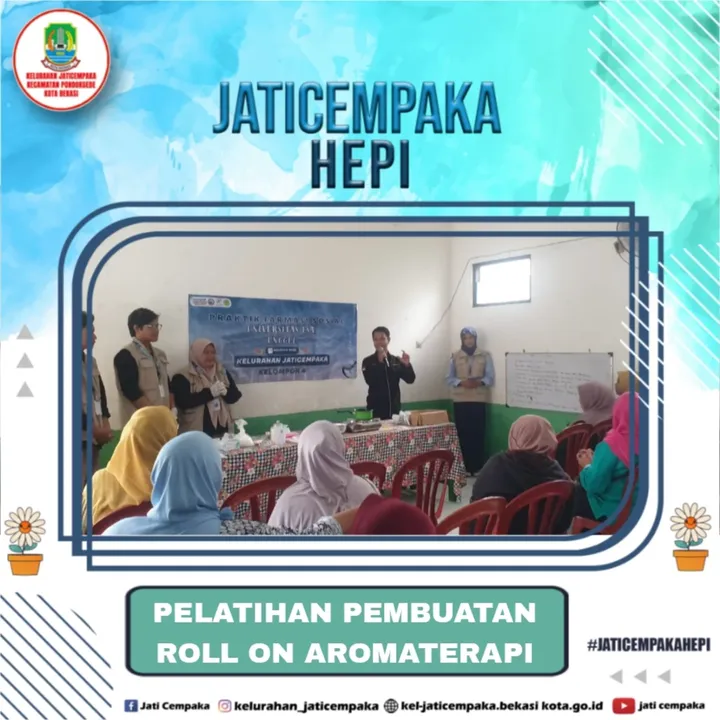 KELURAHAN JATICEMPAKA
KECAMATAN PONDOKGEDE
KOTA BEKASI
JATICEMPAKA
HEPI
KELURAHAN JATICEMPAKA
KELOMPOK
PELATIHAN PEMBUATAN
ROLL ON AROMATERAPI
#JATICEMPAKAHEPI
Jati Cempaka kelurahan_jaticempaka kel-jaticempaka.bekasi kota.go.id jati cempaka